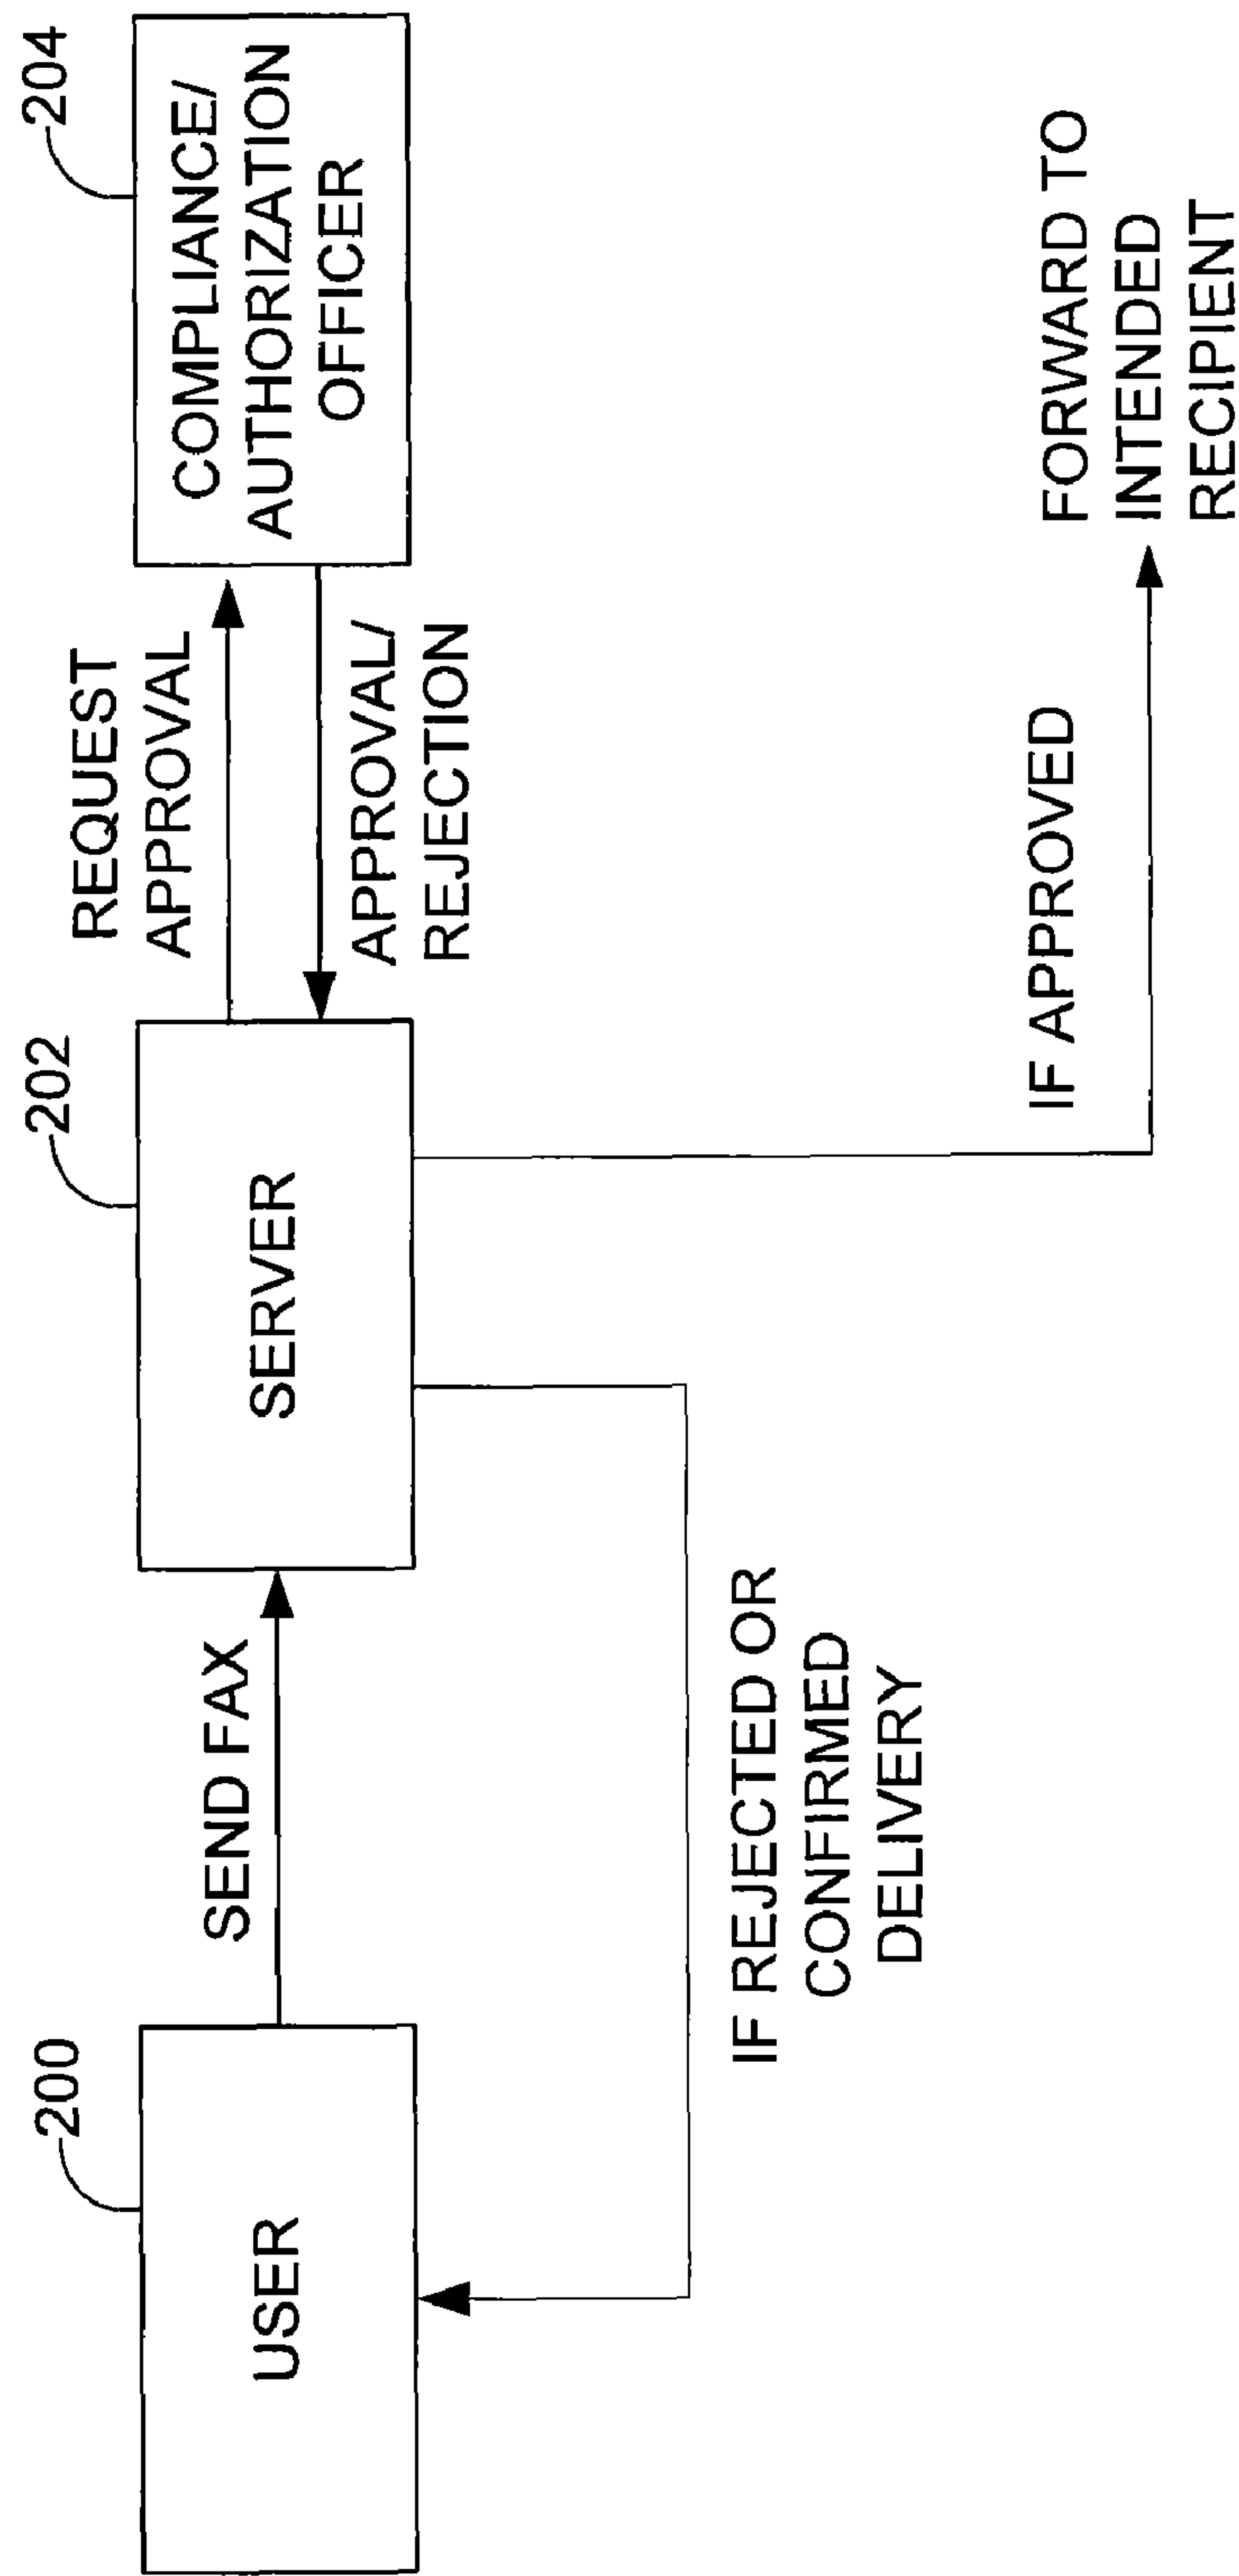 200
202
204
USER
SEND FAX
SERVER
REQUEST
APPROVAL
APPROVAL/
REJECTION
COMPLIANCE/
AUTHORIZATION
OFFICER
IF REJECTED OR
CONFIRMED
DELIVERY
IF APPROVED
FORWARD TO
INTENDED
RECIPIENT